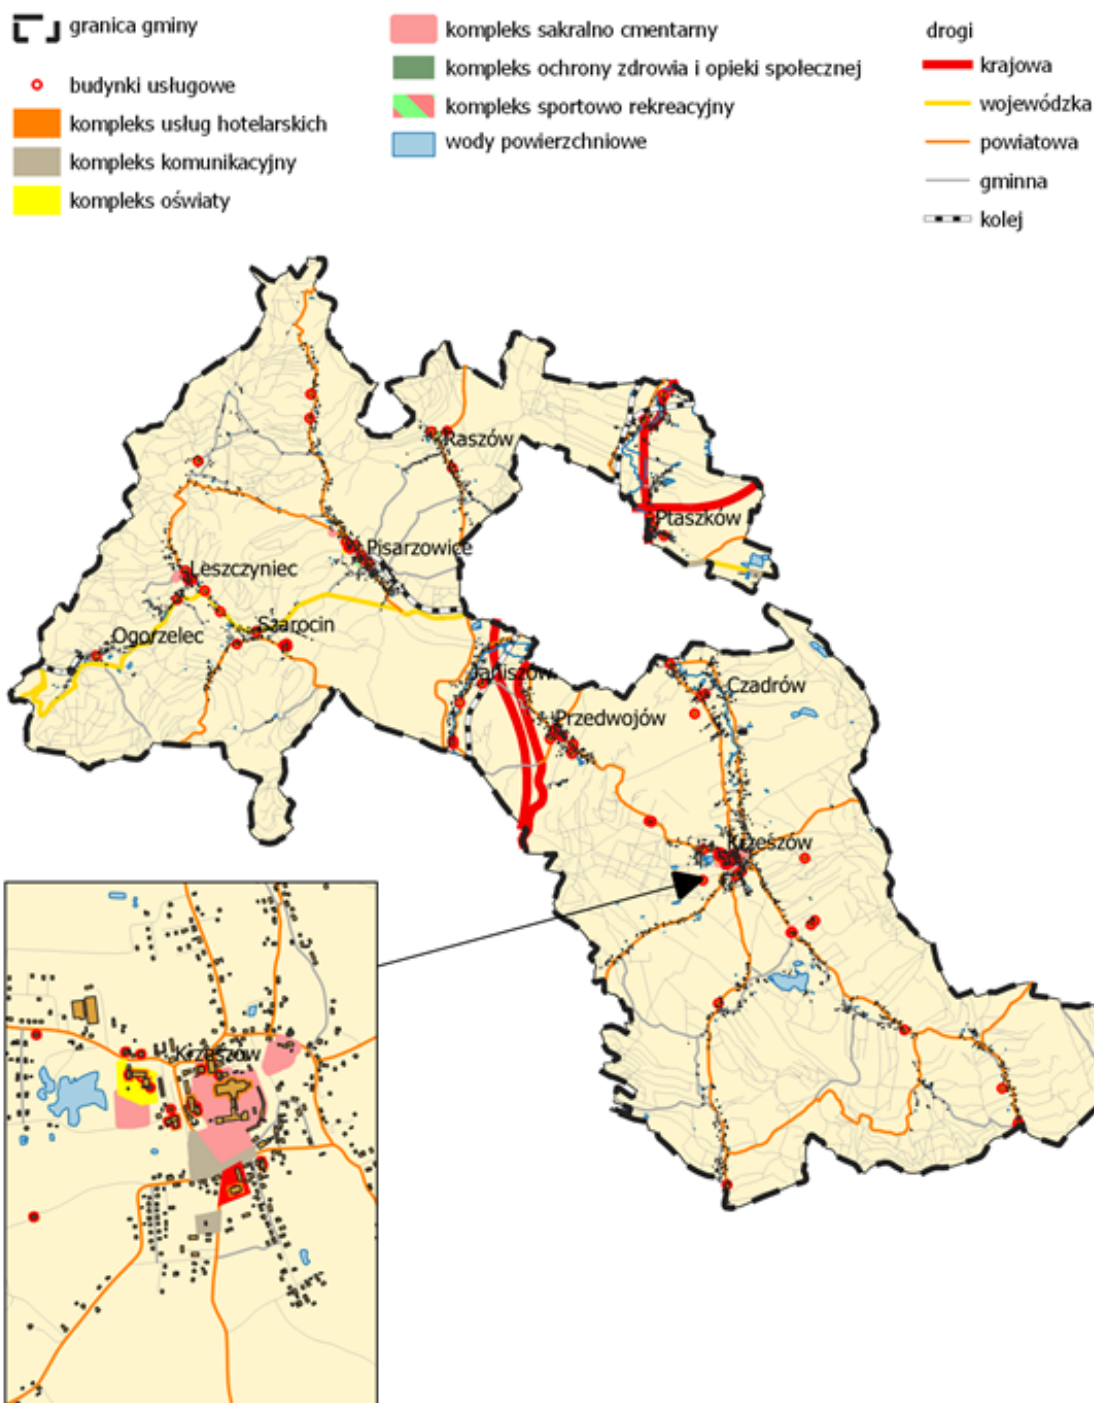 granica gminy
budynki usługowe
kompleks usług hotelarskich
kompleks komunikacyjny
kompleks oświaty
kompleks sakralno cmentarny
kompleks ochrony zdrowia i opieki społecznej
kompleks sportowo rekreacyjny
wody powierzchniowe
drogi
krajowa
wojewódzka
powiatowa
gminna
kolej
Raszów
Ptaszków
Pisarzowice
Leszczyniec
Szarocin
Ogorzelec
Janiszów
Czadrów
Przedwojów
Krzeszów
Krzeszów